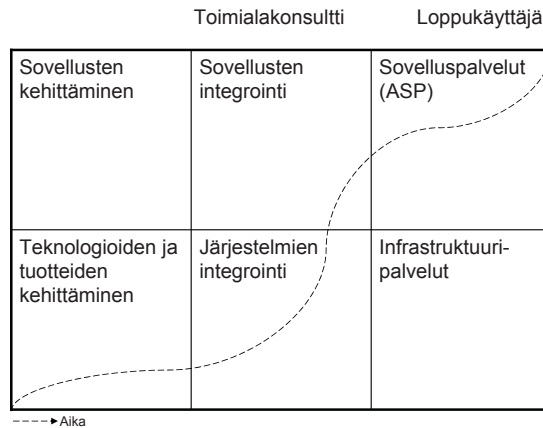 Toimialakonsultti Loppukäyttäjä
Sovellusten
kehittäminen
Sovellusten
integrointi
Sovelluspalvelut
(ASP)
Teknologioiden ja
tuotteiden
kehittäminen
Järjestelmien
integrointi
Infrastruktuuri-
palvelut
Aika